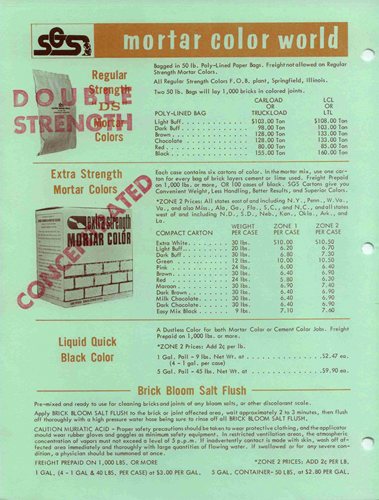 SGS mortar color world
Bagged in 50 lb. Poly-Lined Paper Bags. Freight not allowed on Regular
Strength Mortar Colors.
All Regular Strength Colors F.O.B. plant, Springfield, Illinois.
Two 50 lb. Bags will lay 1,000 bricks in colored joints.
Regular
Strength
DS
Mortar
Colors
DOUBLE
STRENGTH
CARLOAD LCL
OR OR
POLY-LINED BAG TRUCKLOAD LTL
Light Buff $103.00 Ton $108.00 Ton
Dark Buff 98.00 Ton 103.00 Ton
Brown 128.00 Ton 133.00 Ton
Chocolate 128.00 Ton 133.00 Ton
Red 80.00 Ton 85.00 Ton
Black 155.00 Ton 160.00 Ton
Extra Strength
Mortar Colors
CONCENTRATED
extra strength
MORTAR COLOR
Each case contains six cartons of color. In the mortar mix, use one car-
ton for every bag of brick layers cement or lime used. Freight Prepaid
on 1,000 lbs. or more, OR 100 cases of black. SGS Cartons give you
Convenient Weight, Less Handling, Better Results, and Superior Colors.
*ZONE 2 Prices: All states east of and including N.Y., Penn., W. Va.,
Va., and also Miss., Ala., Ga., Fla., S.C., and N.C., and all states
west of and including N.D., S.D., Neb., Kan., Okla., Ark., and
La.
WEIGHT ZONE 1 ZONE 2
COMPACT CARTON PER CASE PER CASE PER CASE
Extra White 30 lbs. $10.00 $10.50
Light Buff 20 lbs. 6.20 6.70
Dark Buff 30 lbs. 6.80 7.30
Green 12 lbs. 10.00 10.50
Pink 24 lbs. 6.00 6.50
Brown 30 lbs. 6.40 6.90
Red 24 lbs. 5.80 6.30
Maroon 30 lbs. 6.90 7.40
Dark Brown 30 lbs. 6.40 6.90
Milk Chocolate 30 lbs. 6.40 6.90
Dark Chocolate 30 lbs. 6.40 6.90
Easy Mix Black 9 lbs. 7.10 7.60
Liquid Quick
Black Color
A Dustless Color for both Mortar or Cement Color Jobs. Freight
Prepaid on 1,000 lbs. or more.
*ZONE 2 Prices: Add 2¢ per lb.
1 Gal. Pail - 9 lbs. Net Wt. at $2.47 ea.
(4 - 1 gal. per case)
5 Gal. Pail - 45 lbs. Net Wt. at $9.90 ea.
Brick Bloom Salt Flush
Pre-mixed and ready to use for cleaning bricks and joints of any bloom salts, or other discolorant scale.
Apply BRICK BLOOM SALT FLUSH to the brick or joint affected area, wait approximately 2 to 3 minutes, then flush
off thoroughly with a high pressure water hose being sure to rinse off all BRICK BLOOM SALT FLUSH.
CAUTION MURIATIC ACID - Proper safety precautions should be taken to wear protective clothing, and the applicator
should wear rubber gloves and goggles as minimum safety equipment. In restricted ventilation areas, the atmospheric
concentration of vapors must not exceed a level of 5 p.p.m. If inadvertently contact is made with skin, wash off af-
fected area immediately and thoroughly with large quantities of flowing water. If swallowed or for any severe con-
dition, a physician should be summoned at once.
FREIGHT PREPAID ON 1,000 LBS. OR MORE *ZONE 2 PRICES: ADD 2¢ PER LB.
1 GAL. (4 - 1 GAL & 40 LBS. PER CASE) at $3.00 PER GAL. 5 GAL. CONTAINER- 50 LBS. at $2.80 PER GAL.